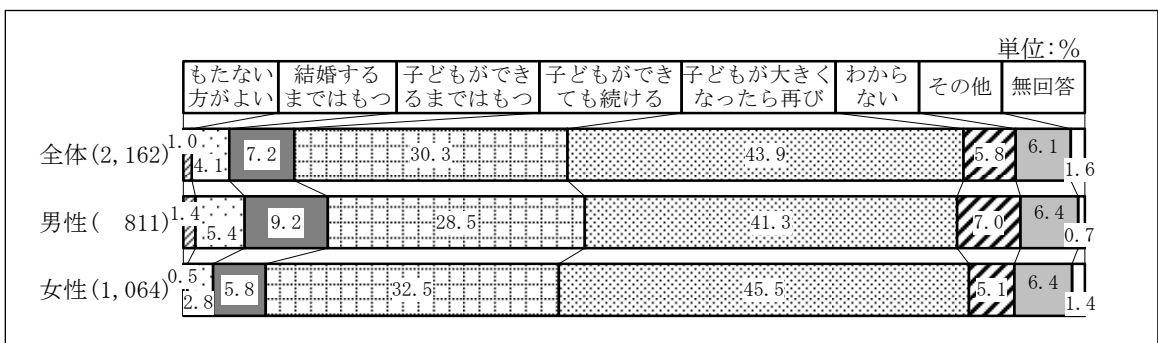 単位:%
もたない方がよい 結婚するまではもつ 子どもができるまではもつ 子どもができても続ける 子どもが大きくなったら再び わからない その他 無回答
全体(2,162) 1.0 4.1 7.2 30.3 43.9 5.8 6.1 1.6
男性( 811) 1.4 5.4 9.2 28.5 41.3 7.0 6.4 0.7
女性(1,064) 0.5 2.8 5.8 32.5 45.5 5.1 6.4 1.4